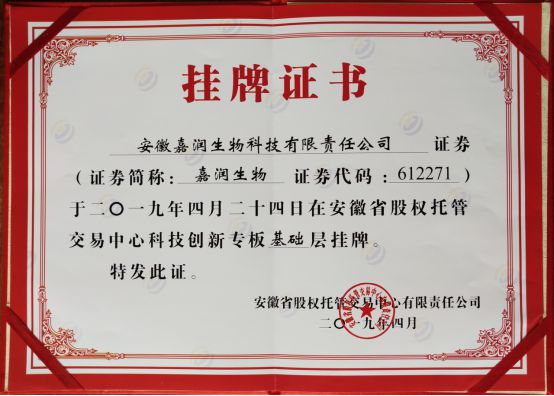 挂牌证书
安徽嘉润生物科技有限责任公司 证券
(证券简称:嘉润生物 证券代码:612271)
于二〇一九年四月二十四日在安徽省股权托管
交易中心科技创新专板基础层挂牌。
特发此证。
安徽省股权托管交易中心有限责任公司
二〇一九年四月